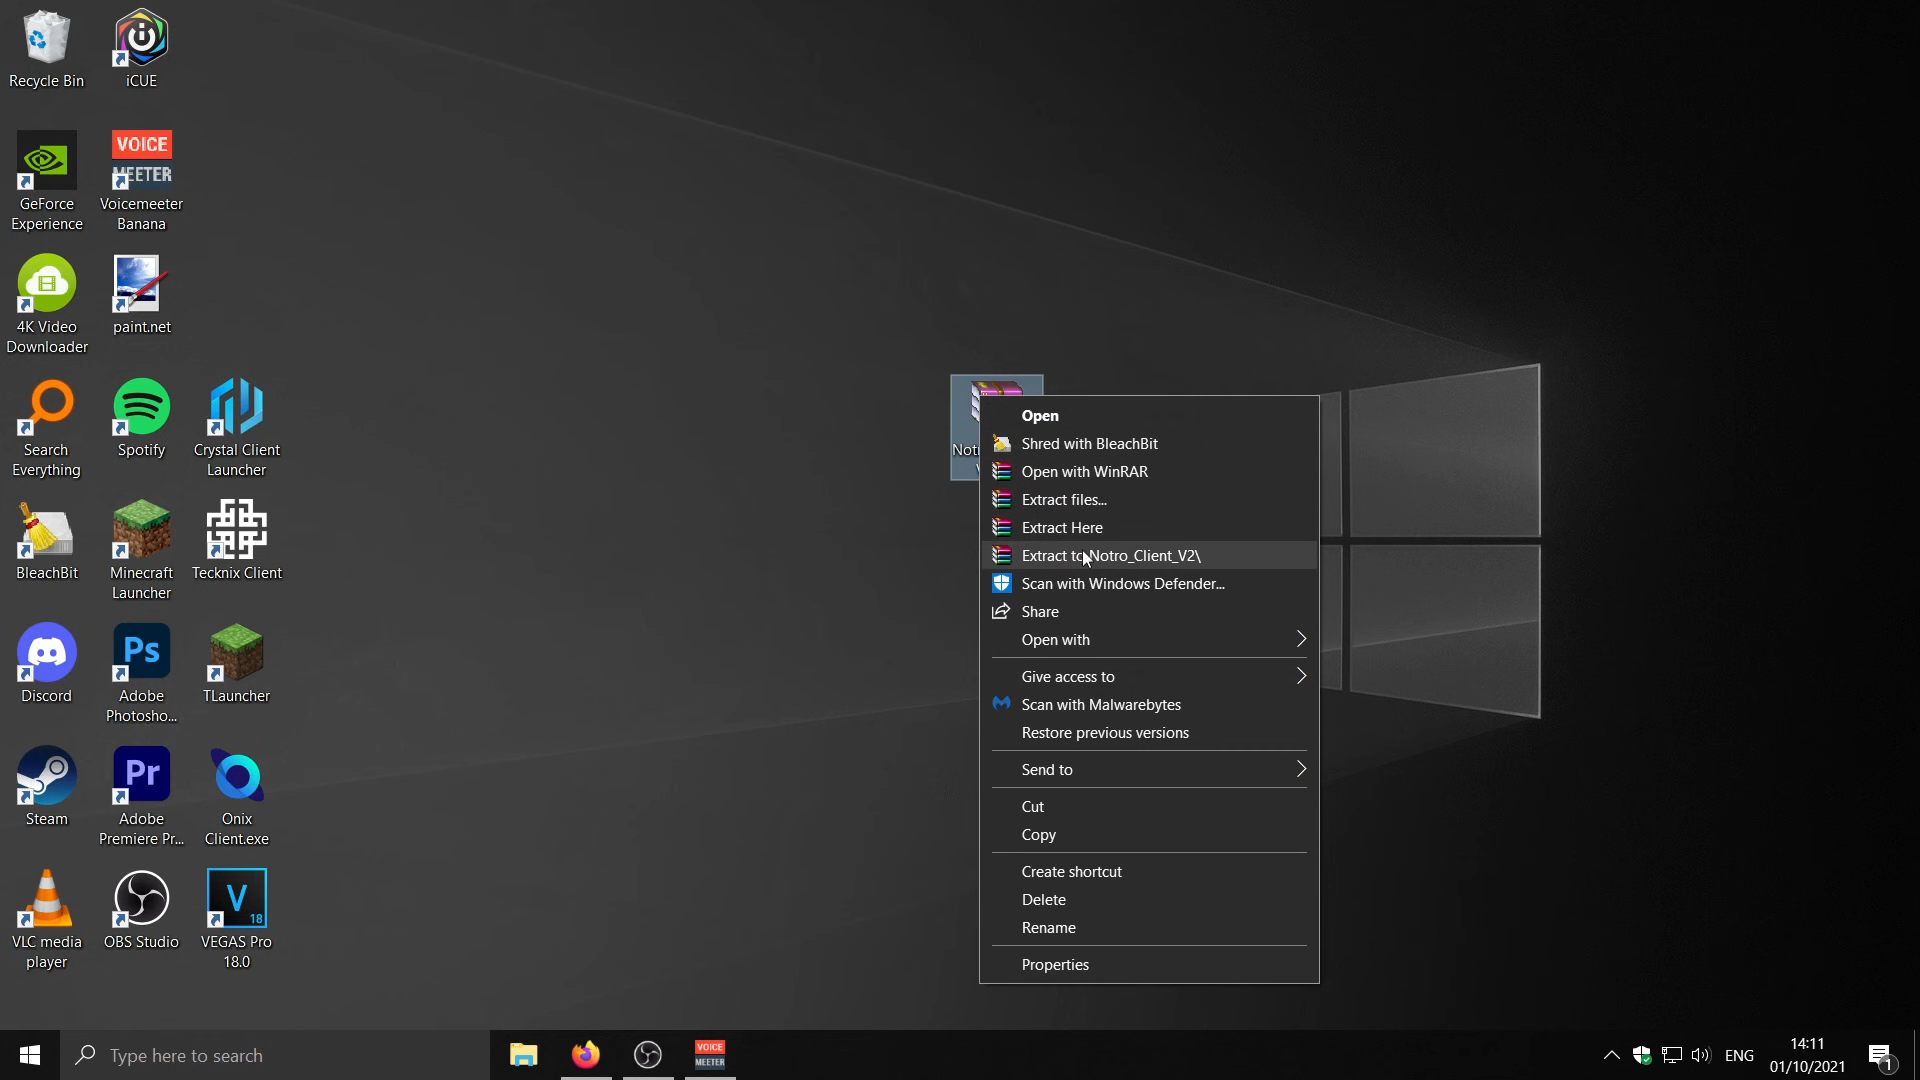 Recycle Bin
iCUE
VOICE
MEETER
GeForce
Experience
Voicemeeter
Banana
4K Video
Downloader
paint.net
Search
Everything
Spotify
Crystal Client
Launcher
BleachBit
Minecraft
Launcher
Tecknix Client
Ps
Discord
Adobe
Photosho...
TLauncher
Pr
Steam
Adobe
Premiere Pr...
Onix
Client.exe
V
18
VLC media
player
OBS Studio
VEGAS Pro
18.0
Open
Shred with BleachBit
Open with WinRAR
Extract files...
Extract Here
Extract to Notro_Client_V2\
Scan with Windows Defender...
Share
Open with
Give access to
Scan with Malwarebytes
Restore previous versions
Send to
Cut
Copy
Create shortcut
Delete
Rename
Properties
Type here to search
VOICE
MEETER
ENG
14:11
01/10/2021
1